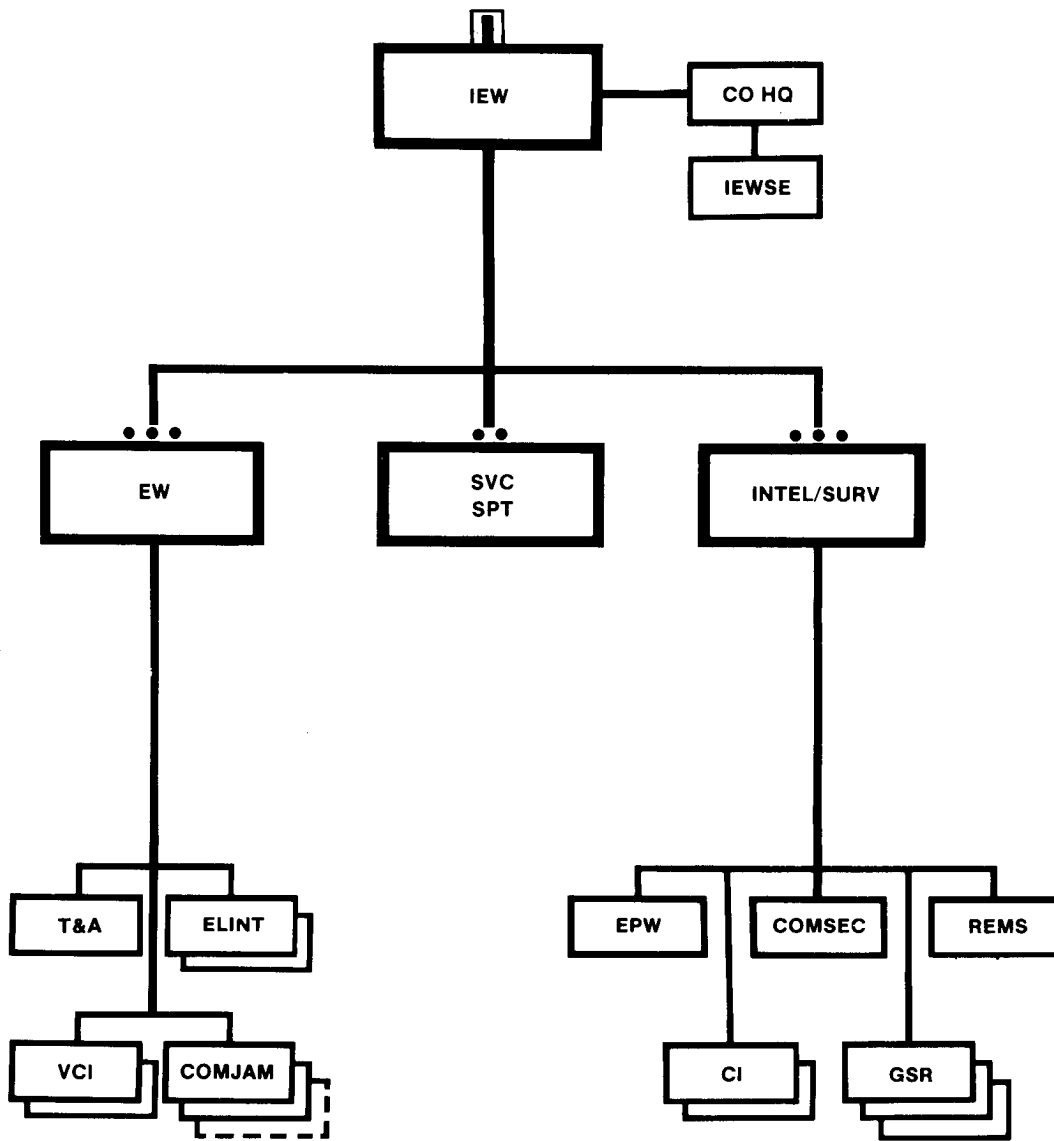 IEW
CO HQ
IEWSE
EW
SVC
SPT
INTEL/SURV
T&A
ELINT
EPW
COMSEC
REMS
VCI
COMJAM
CI
GSR